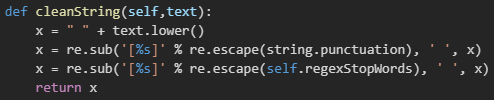 def cleanString(self,text):
    x = " " + text.lower()
    x = re.sub('[%s]' % re.escape(string.punctuation), ' ', x)
    x = re.sub('[%s]' % re.escape(self.regexStopWords), ' ', x)
    return x